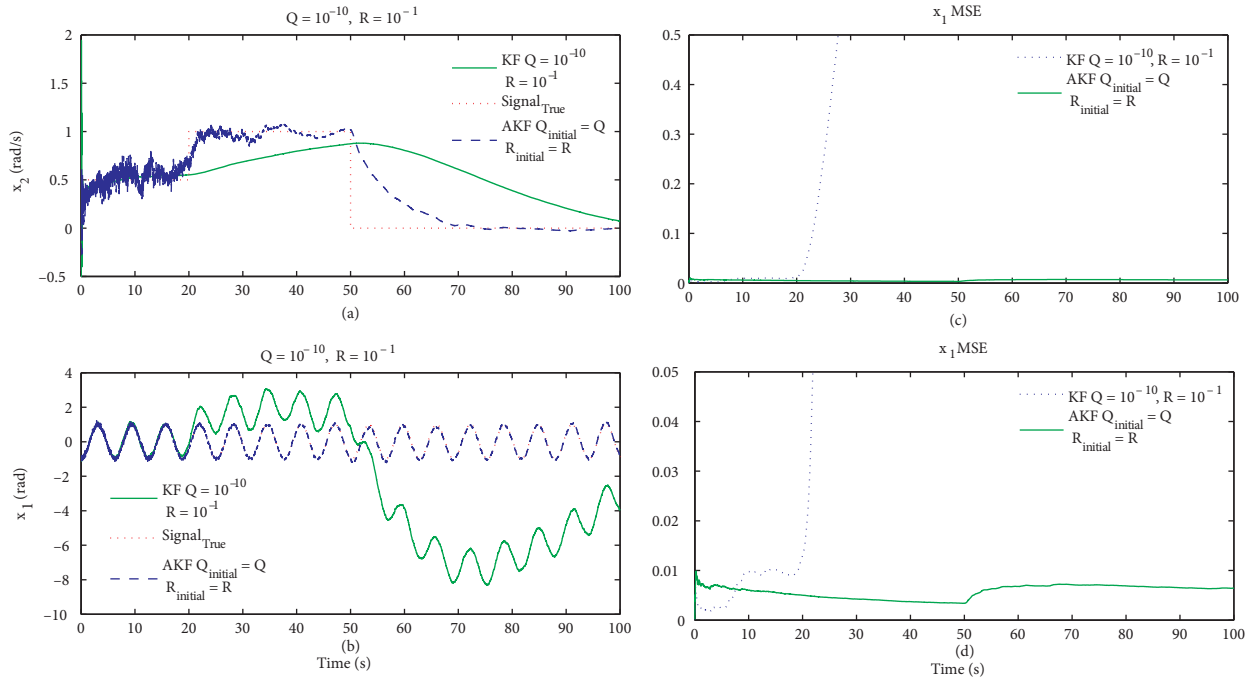 Q = 10⁻¹⁰, R = 10⁻¹
x₂ (rad/s)
2
1.5
1
0.5
0
−0.5
KF Q = 10⁻¹⁰
R = 10⁻¹
Signal_True
AKF Q_initial = Q
R_initial = R
0 10 20 30 40 50 60 70 80 90 100
(a)
x₁ MSE
0.5
0.4
0.3
0.2
0.1
0
KF Q = 10⁻¹⁰, R = 10⁻¹
AKF Q_initial = Q
R_initial = R
0 10 20 30 40 50 60 70 80 90 100
(c)
Q = 10⁻¹⁰, R = 10⁻¹
x₁ (rad)
4
2
0
−2
−4
−6
−8
−10
KF Q = 10⁻¹⁰
R = 10⁻¹
Signal_True
AKF Q_initial = Q
R_initial = R
0 10 20 30 40 50 60 70 80 90 100
(b)
Time (s)
x₁ MSE
0.05
0.04
0.03
0.02
0.01
0
KF Q = 10⁻¹⁰, R = 10⁻¹
AKF Q_initial = Q
R_initial = R
0 10 20 30 40 50 60 70 80 90 100
(d)
Time (s)